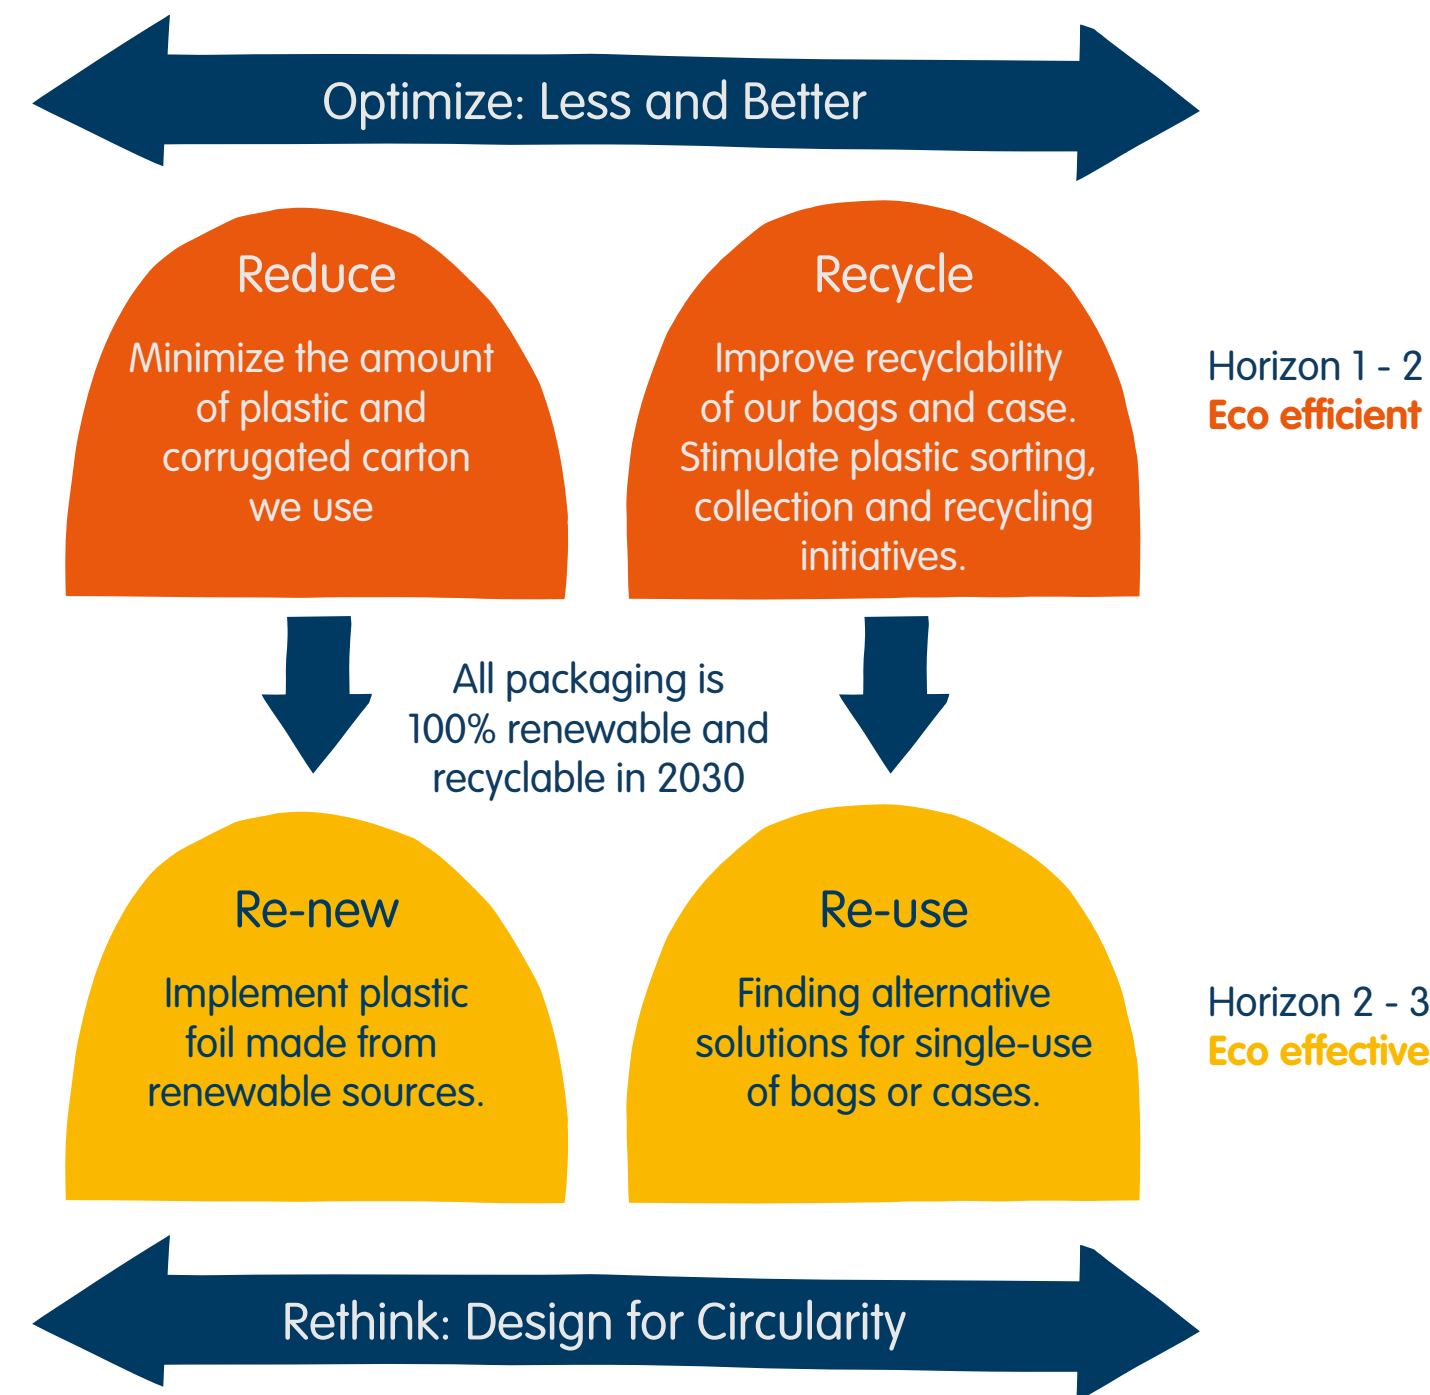 Optimize: Less and Better
Reduce
Minimize the amount
of plastic and
corrugated carton
we use
Recycle
Improve recyclability
of our bags and case.
Stimulate plastic sorting,
collection and recycling
initiatives.
Horizon 1 - 2
Eco efficient
All packaging is
100% renewable and
recyclable in 2030
Re-new
Implement plastic
foil made from
renewable sources.
Re-use
Finding alternative
solutions for single-use
of bags or cases.
Horizon 2 - 3
Eco effective
Rethink: Design for Circularity